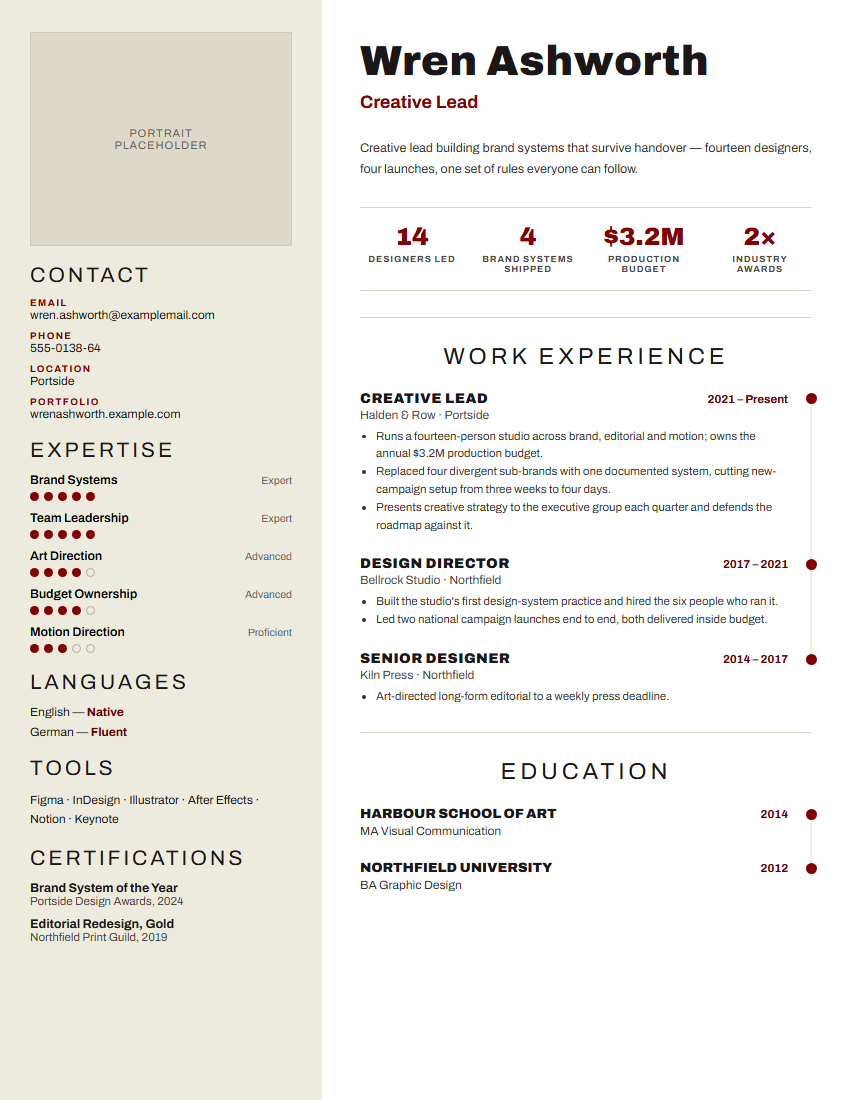 PORTRAIT
PLACEHOLDER
CONTACT
EMAIL
wren.ashworth@examplemail.com
PHONE
555-0138-64
LOCATION
Portside
PORTFOLIO
wrenashworth.example.com
EXPERTISE
Brand Systems Expert
Team Leadership Expert
Art Direction Advanced
Budget Ownership Advanced
Motion Direction Proficient
LANGUAGES
English — Native
German — Fluent
TOOLS
Figma · InDesign · Illustrator · After Effects ·
Notion · Keynote
CERTIFICATIONS
Brand System of the Year
Portside Design Awards, 2024
Editorial Redesign, Gold
Northfield Print Guild, 2019
Wren Ashworth
Creative Lead
Creative lead building brand systems that survive handover — fourteen designers,
four launches, one set of rules everyone can follow.
14 4 $3.2M 2×
DESIGNERS LED BRAND SYSTEMS PRODUCTION INDUSTRY
SHIPPED BUDGET AWARDS
WORK EXPERIENCE
CREATIVE LEAD 2021 – Present
Halden & Row · Portside
• Runs a fourteen-person studio across brand, editorial and motion; owns the
annual $3.2M production budget.
• Replaced four divergent sub-brands with one documented system, cutting new-
campaign setup from three weeks to four days.
• Presents creative strategy to the executive group each quarter and defends the
roadmap against it.
DESIGN DIRECTOR 2017 – 2021
Bellrock Studio · Northfield
• Built the studio's first design-system practice and hired the six people who ran it.
• Led two national campaign launches end to end, both delivered inside budget.
SENIOR DESIGNER 2014 – 2017
Kiln Press · Northfield
• Art-directed long-form editorial to a weekly press deadline.
EDUCATION
HARBOUR SCHOOL OF ART 2014
MA Visual Communication
NORTHFIELD UNIVERSITY 2012
BA Graphic Design